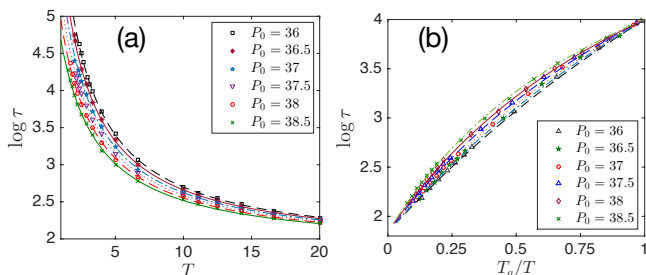 (a)
log τ
5
4.5
4
3.5
3
2.5
2
5
10
15
20
T
P₀ = 36
P₀ = 36.5
P₀ = 37
P₀ = 37.5
P₀ = 38
P₀ = 38.5
(b)
log τ
4
3.5
3
2.5
2
0
0.25
0.5
0.75
1
T_g/T
P₀ = 36
P₀ = 36.5
P₀ = 37
P₀ = 37.5
P₀ = 38
P₀ = 38.5